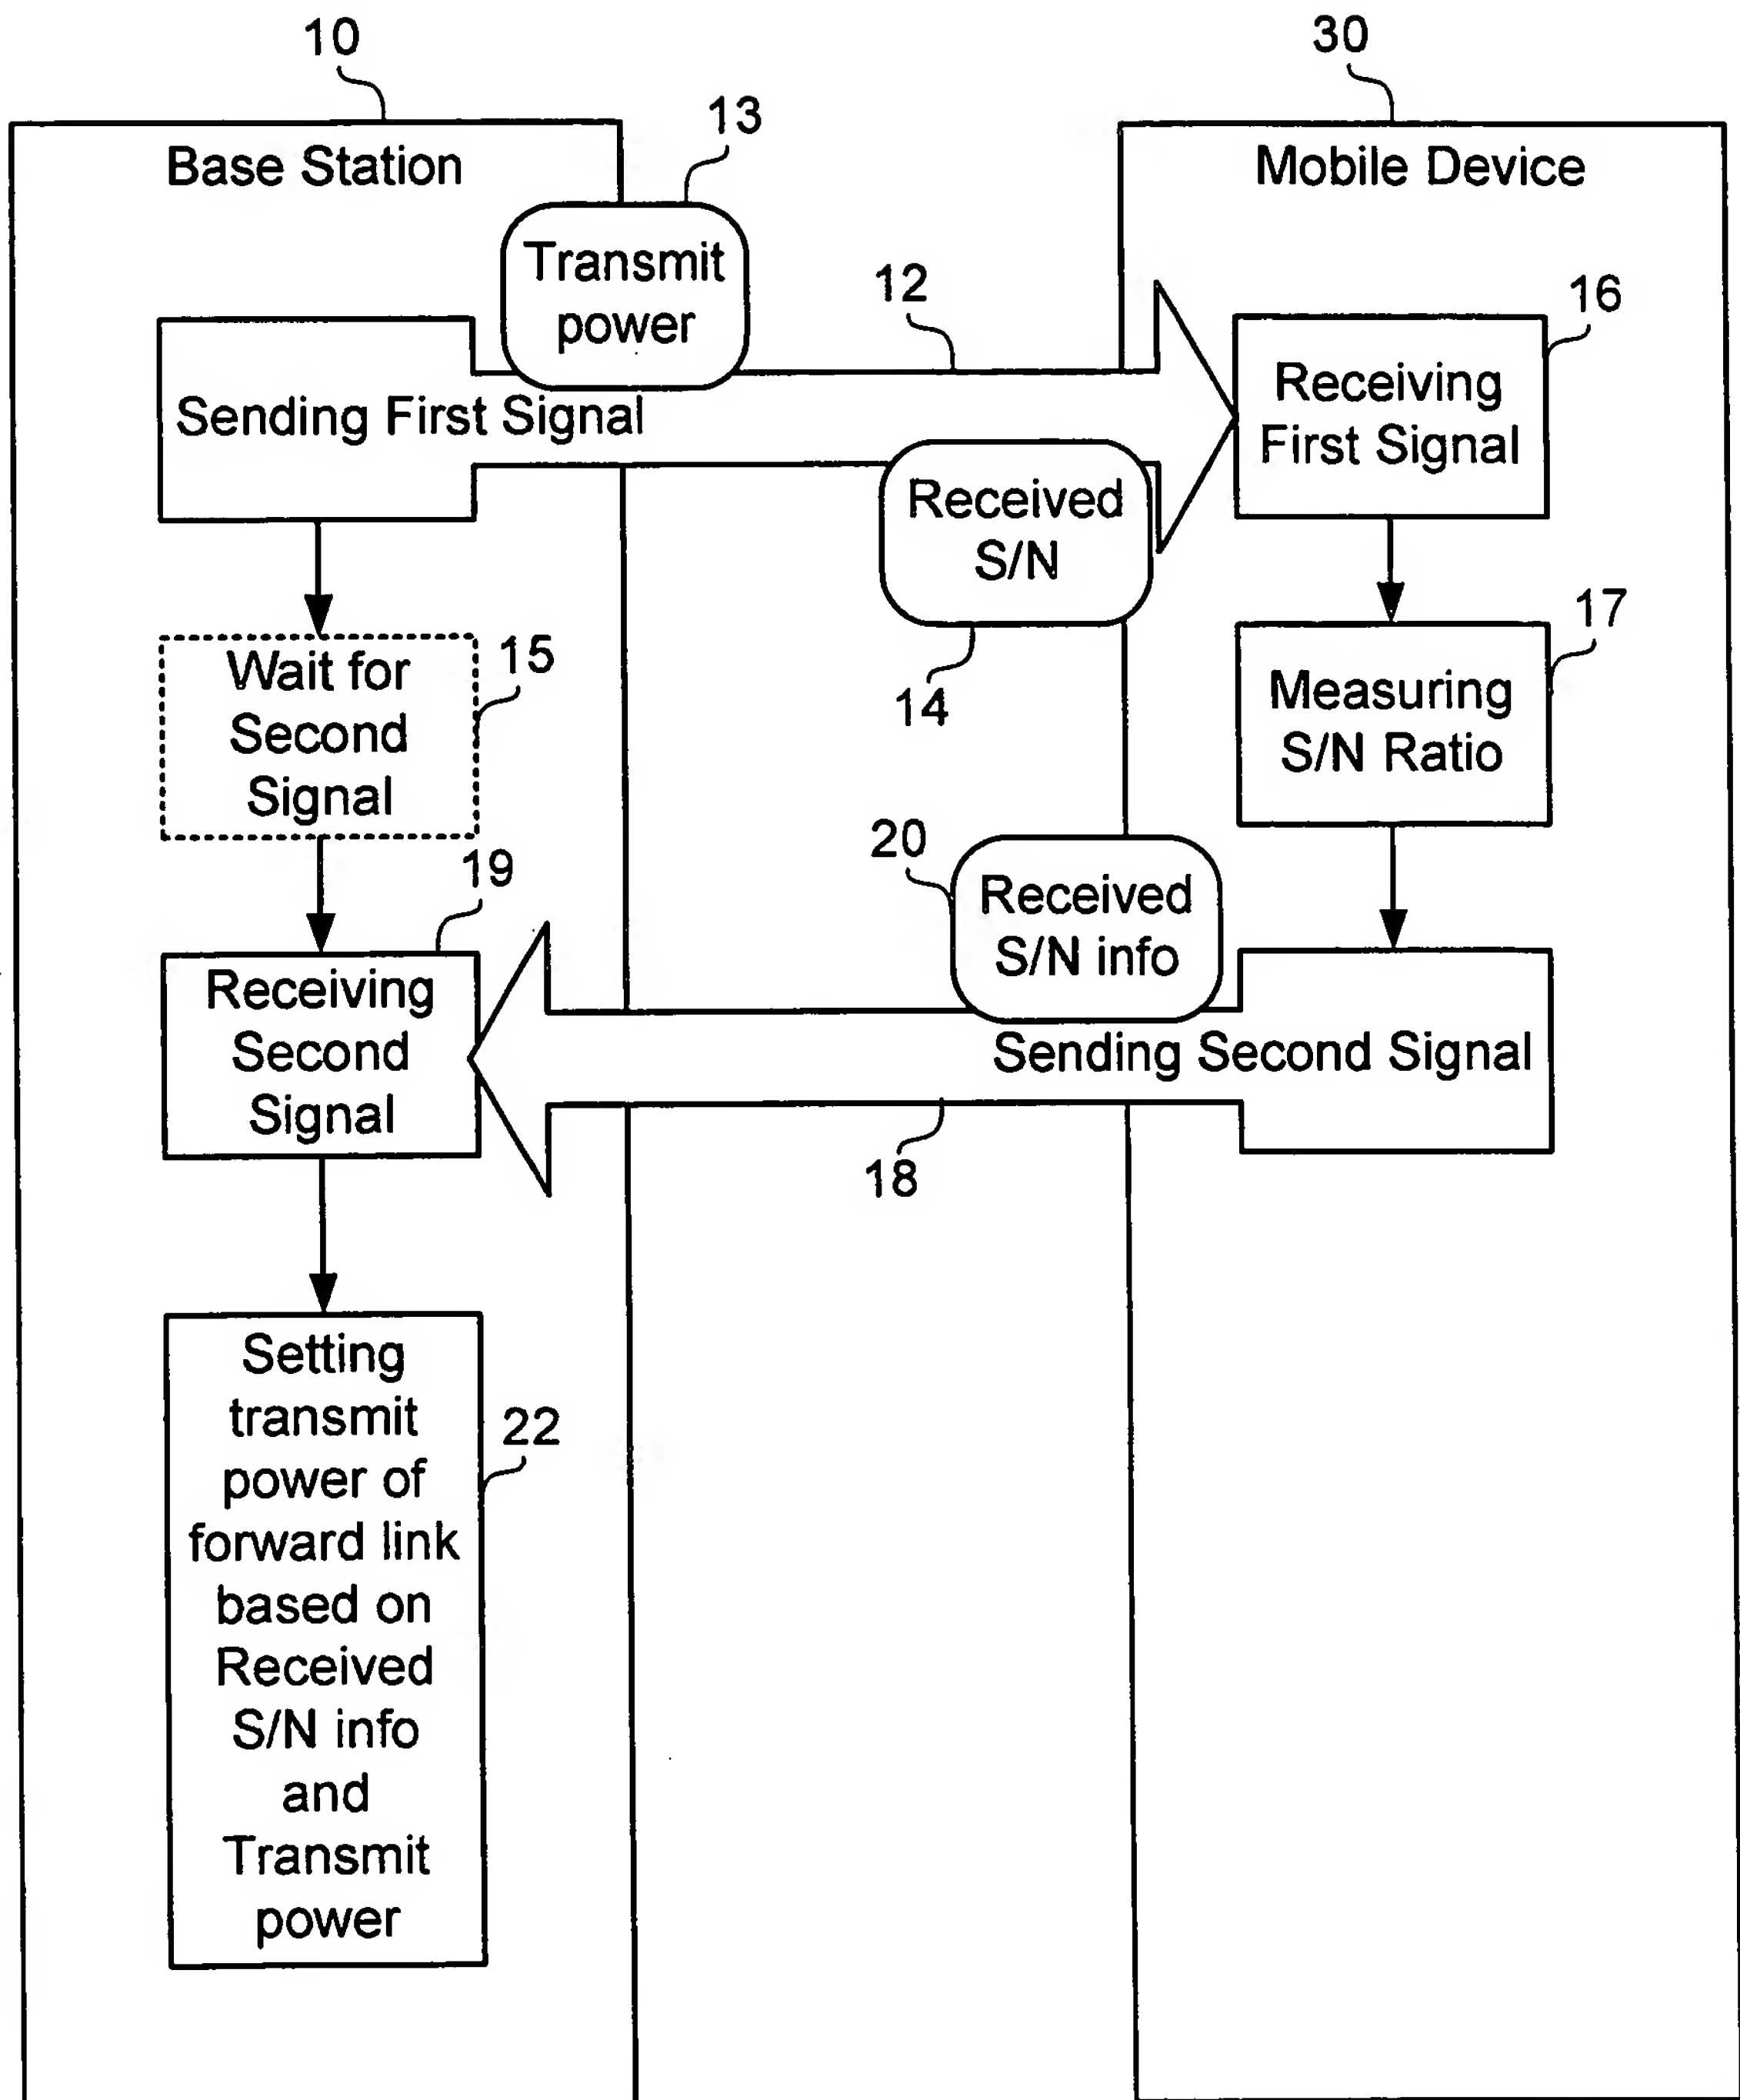 10
30
13
Base Station
Mobile Device
Transmit
power
12
16
Sending First Signal
Receiving
First Signal
Received
S/N
14
15
Wait for
Second
Signal
17
Measuring
S/N Ratio
19
20
Received
S/N info
Receiving
Second
Signal
Sending Second Signal
18
Setting
transmit
power of
forward link
based on
Received
S/N info
and
Transmit
power
22